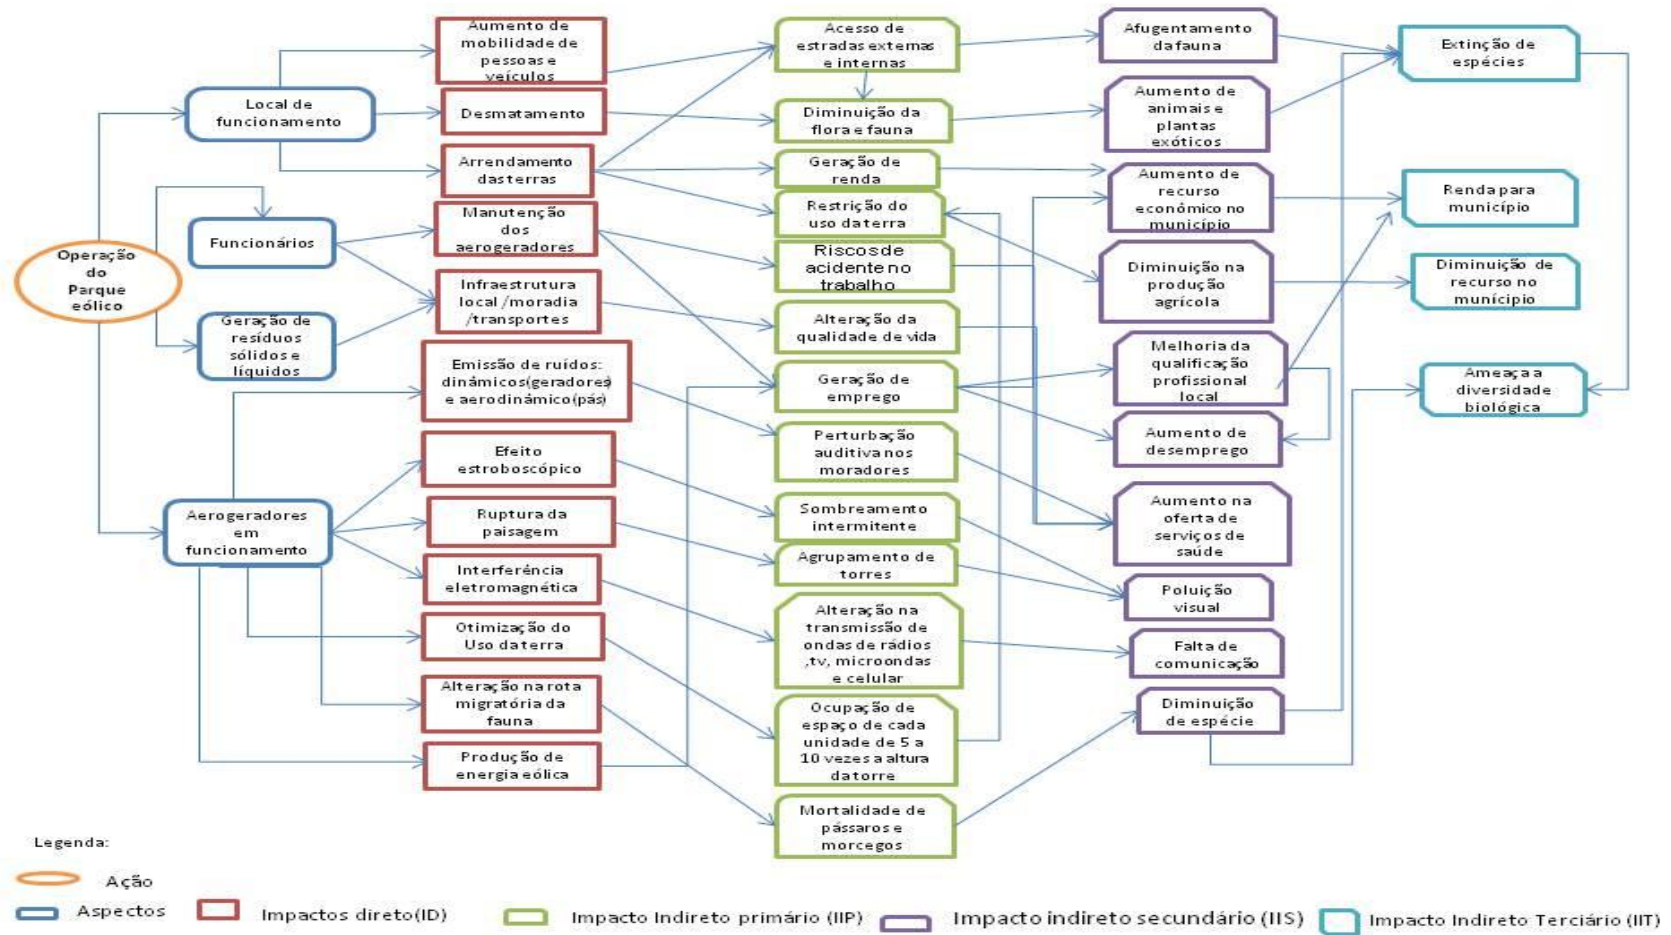 Operação
do
Parque
eólico
Local de
funcionamento
Funcionários
Geração de
resíduos
sólidos e
líquidos
Aerogeradores
em
funcionamento
Aumento de
mobilidade de
pessoas e
veículos
Desmatamento
Arrendamento
das terras
Manutenção
dos
aerogeradores
Infraestrutura
local /moradia
/transportes
Emissão de ruídos:
dinâmicos(geradores)
e aerodinâmico(pás)
Efeito
estroboscópico
Ruptura da
paisagem
Interferência
eletromagnética
Otimização do
Uso da terra
Alteração na rota
migratória da
fauna
Produção de
energia eólica
Acesso de
estradas externas
e internas
Diminuição da
flora e fauna
Geração de
renda
Restrição do
uso da terra
Riscos de
acidente no
trabalho
Alteração da
qualidade de vida
Geração de
emprego
Perturbação
auditiva nos
moradores
Sombreamento
intermitente
Agrupamento de
torres
Alteração na
transmissão de
ondas de rádios
,tv, microondas
e celular
Ocupação de
espaço de cada
unidade de 5 a
10 vezes a altura
da torre
Mortalidade de
pássaros e
morcegos
Afugentamento
da fauna
Aumento de
animais e
plantas
exóticos
Aumento de
recurso
econômico no
município
Diminuição na
produção
agrícola
Melhoria da
qualificação
profissional
local
Aumento de
desemprego
Aumento na
oferta de
serviços de
saúde
Poluição
visual
Falta de
comunicação
Diminuição
de espécie
Extinção de
espécies
Renda para
município
Diminuição de
recurso no
munícipio
Ameaça a
diversidade
biológica
Legenda:
Ação
Aspectos
Impactos direto(ID)
Impacto Indireto primário (IIP)
Impacto indireto secundário (IIS)
Impacto Indireto Terciário (IIT)